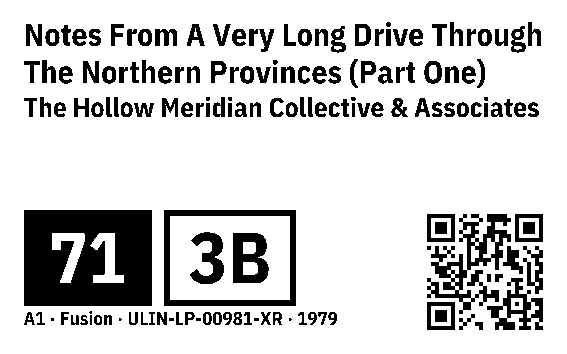 Notes From A Very Long Drive Through
The Northern Provinces (Part One)
The Hollow Meridian Collective & Associates
71 3B
A1 · Fusion · ULIN-LP-00981-XR · 1979